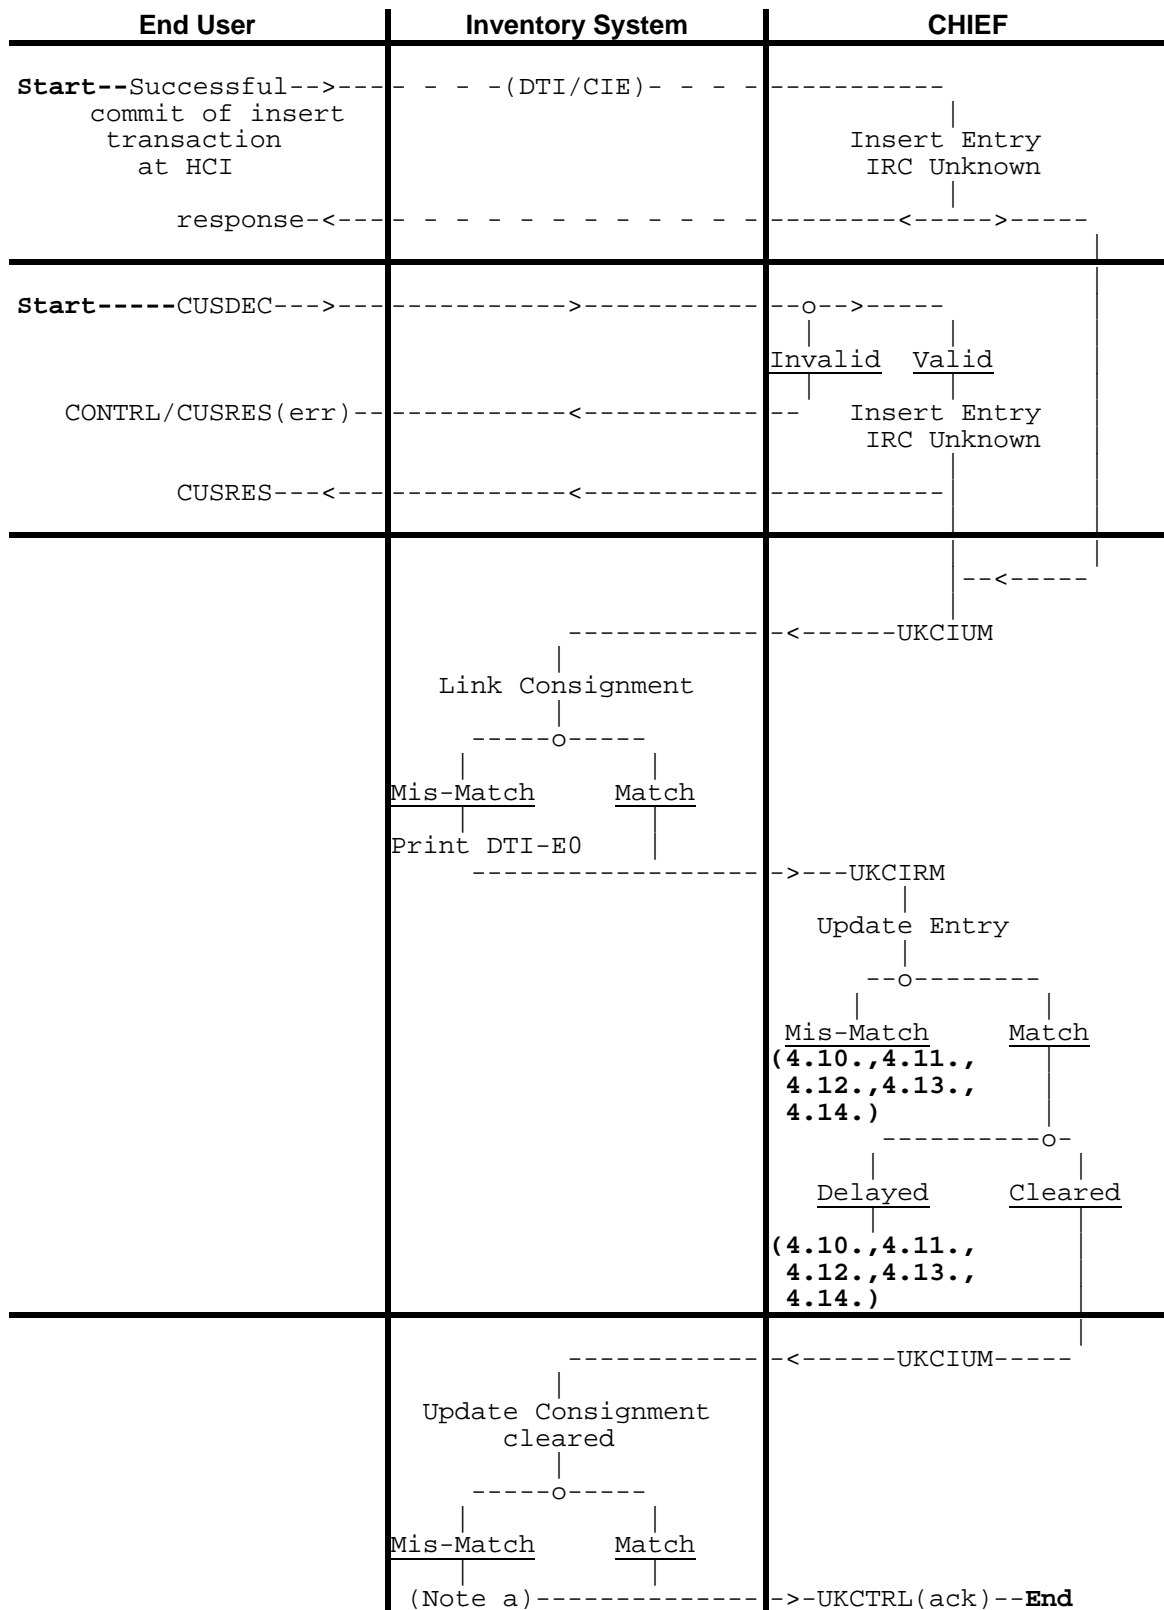 End User Inventory System CHIEF
Start--Successful-->--- - - - -(DTI/CIE)- - - - -----------
commit of insert
transaction Insert Entry
at HCI IRC Unknown
response-<--- - - - - - - - - - - - --------<----->-----
Start-----CUSDEC--->--- ----------->----------- --o-->-----
Invalid Valid
CONTRL/CUSRES(err)-- -----------<----------- -- Insert Entry
IRC Unknown
CUSRES---<--- -----------<----------- -----------
--<-----
------------ -<------UKCIUM
Link Consignment
-----o-----
Mis-Match Match
Print DTI-E0
------------------ ->---UKCIRM
Update Entry
--o--------
Mis-Match Match
(4.10.,4.11.,
4.12.,4.13.,
4.14.)
----------o-
Delayed Cleared
(4.10.,4.11.,
4.12.,4.13.,
4.14.)
------------ -<------UKCIUM-----
Update Consignment
cleared
-----o-----
Mis-Match Match
(Note a)-------------- ->-UKCTRL(ack)--End